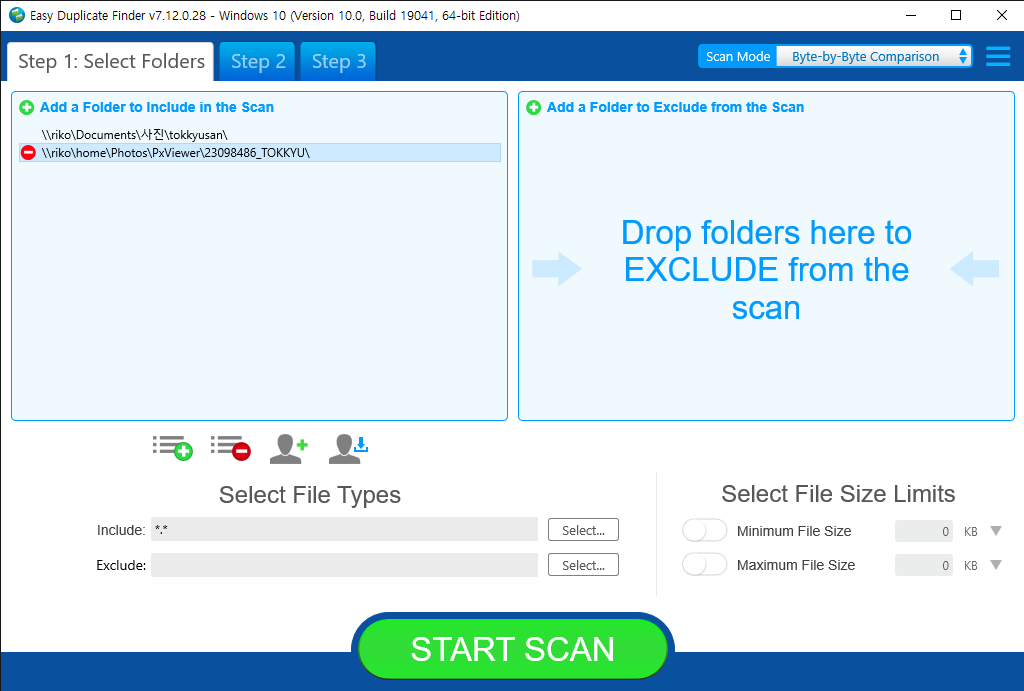 Easy Duplicate Finder v7.12.0.28 - Windows 10 (Version 10.0, Build 19041, 64-bit Edition)
Step 1: Select Folders
Step 2
Step 3
Scan Mode
Byte-by-Byte Comparison
Add a Folder to Include in the Scan
\\riko\Documents\사진\tokkyusan\
\\riko\home\Photos\PxViewer\23098486_TOKKYU\
Add a Folder to Exclude from the Scan
Drop folders here to
EXCLUDE from the
scan
Select File Types
Include: *.* Select...
Exclude: Select...
Select File Size Limits
Minimum File Size 0 KB
Maximum File Size 0 KB
START SCAN